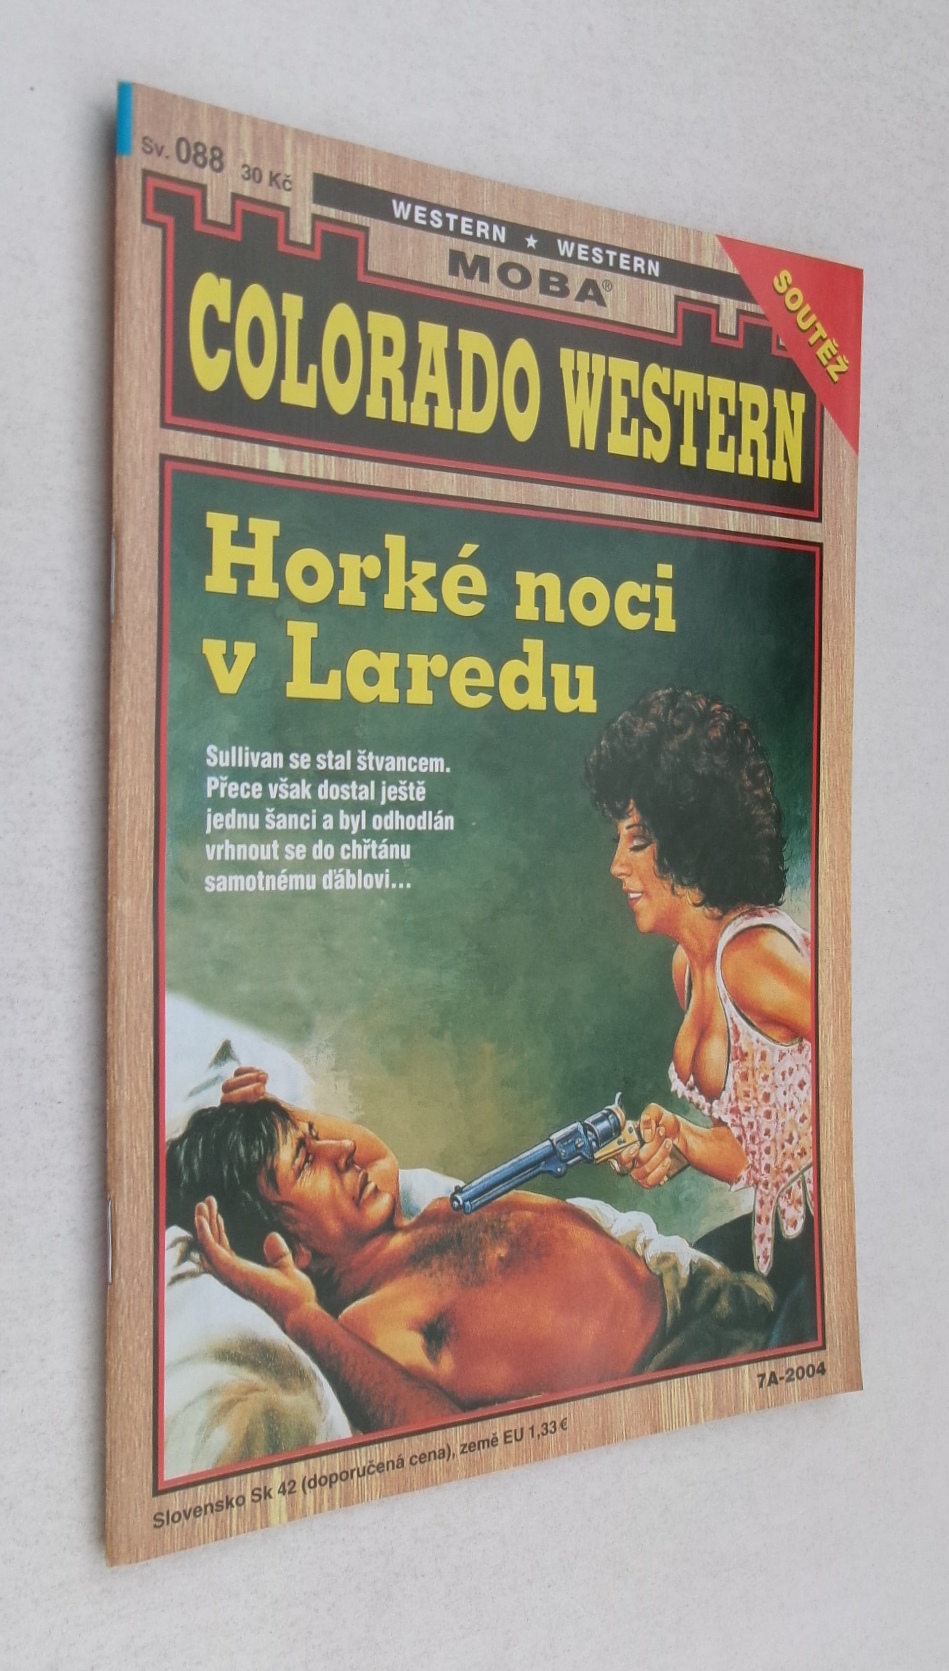 Sv. 088 30 Kč
WESTERN ★ WESTERN
MOBA®
SOUTĚŽ
COLORADO WESTERN
Horké noci
v Laredu
Sullivan se stal štvancem.
Přece však dostal ještě
jednu šanci a byl odhodlán
vrhnout se do chřtánu
samotnému ďáblovi...
7A-2004
Slovensko Sk 42 (doporučená cena), země EU 1,33 €